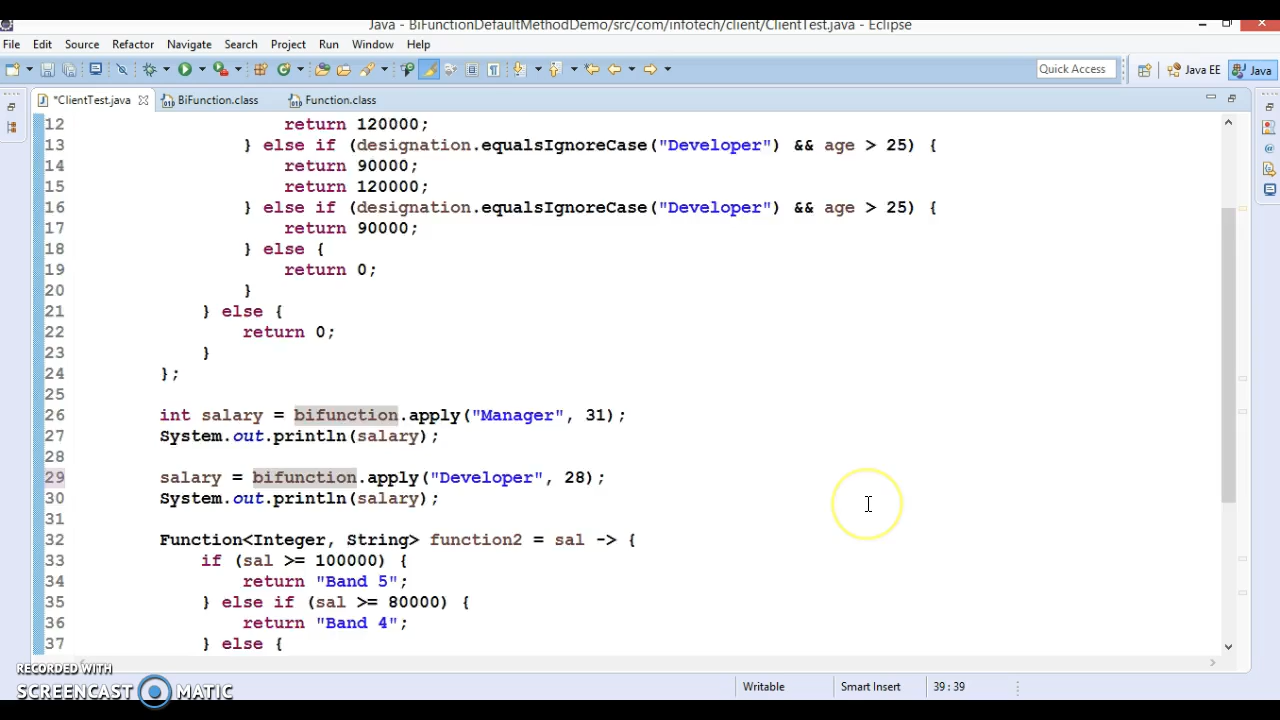 Java - BiFunctionDefaultMethodDemo/src/com/infotech/client/ClientTest.java - Eclipse
File Edit Source Refactor Navigate Search Project Run Window Help
Quick Access Java EE Java
*ClientTest.java BiFunction.class Function.class
12 return 120000;
13 } else if (designation.equalsIgnoreCase("Developer") && age > 25) {
14 return 90000;
15 return 120000;
16 } else if (designation.equalsIgnoreCase("Developer") && age > 25) {
17 return 90000;
18 } else {
19 return 0;
20 }
21 } else {
22 return 0;
23 }
24 };
25
26 int salary = bifunction.apply("Manager", 31);
27 System.out.println(salary);
28
29 salary = bifunction.apply("Developer", 28);
30 System.out.println(salary);
31
32 Function<Integer, String> function2 = sal -> {
33 if (sal >= 100000) {
34 return "Band 5";
35 } else if (sal >= 80000) {
36 return "Band 4";
37 } else {
RECORDED WITH
SCREENCAST MATIC
Writable Smart Insert 39 : 39